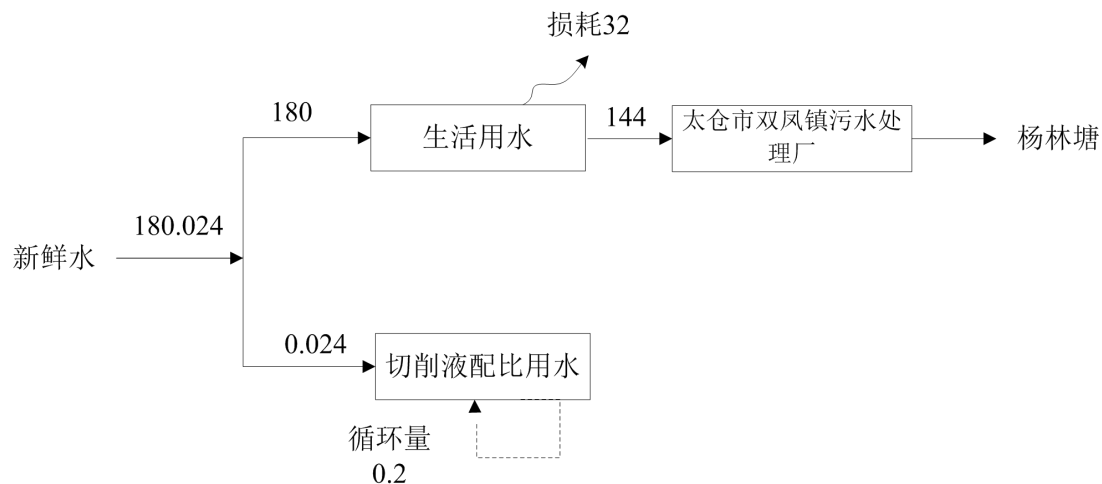 损耗32
180
生活用水
144
太仓市双凤镇污水处
理厂
杨林塘
180.024
新鲜水
0.024
切削液配比用水
循环量
0.2